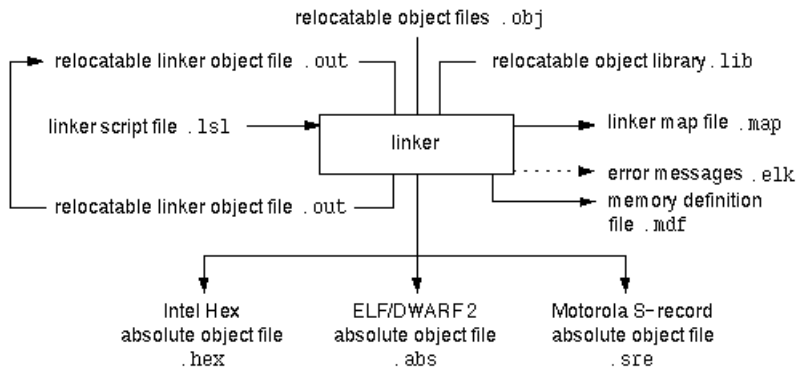 relocatable object files .obj
relocatable linker object file .out
relocatable object library .lib
linker script file .lsl
linker
linker map file .map
error messages .elk
relocatable linker object file .out
memory definition
file .mdf
Intel Hex
absolute object file
.hex
ELF/DWARF 2
absolute object file
.abs
Motorola S-record
absolute object file
.sre